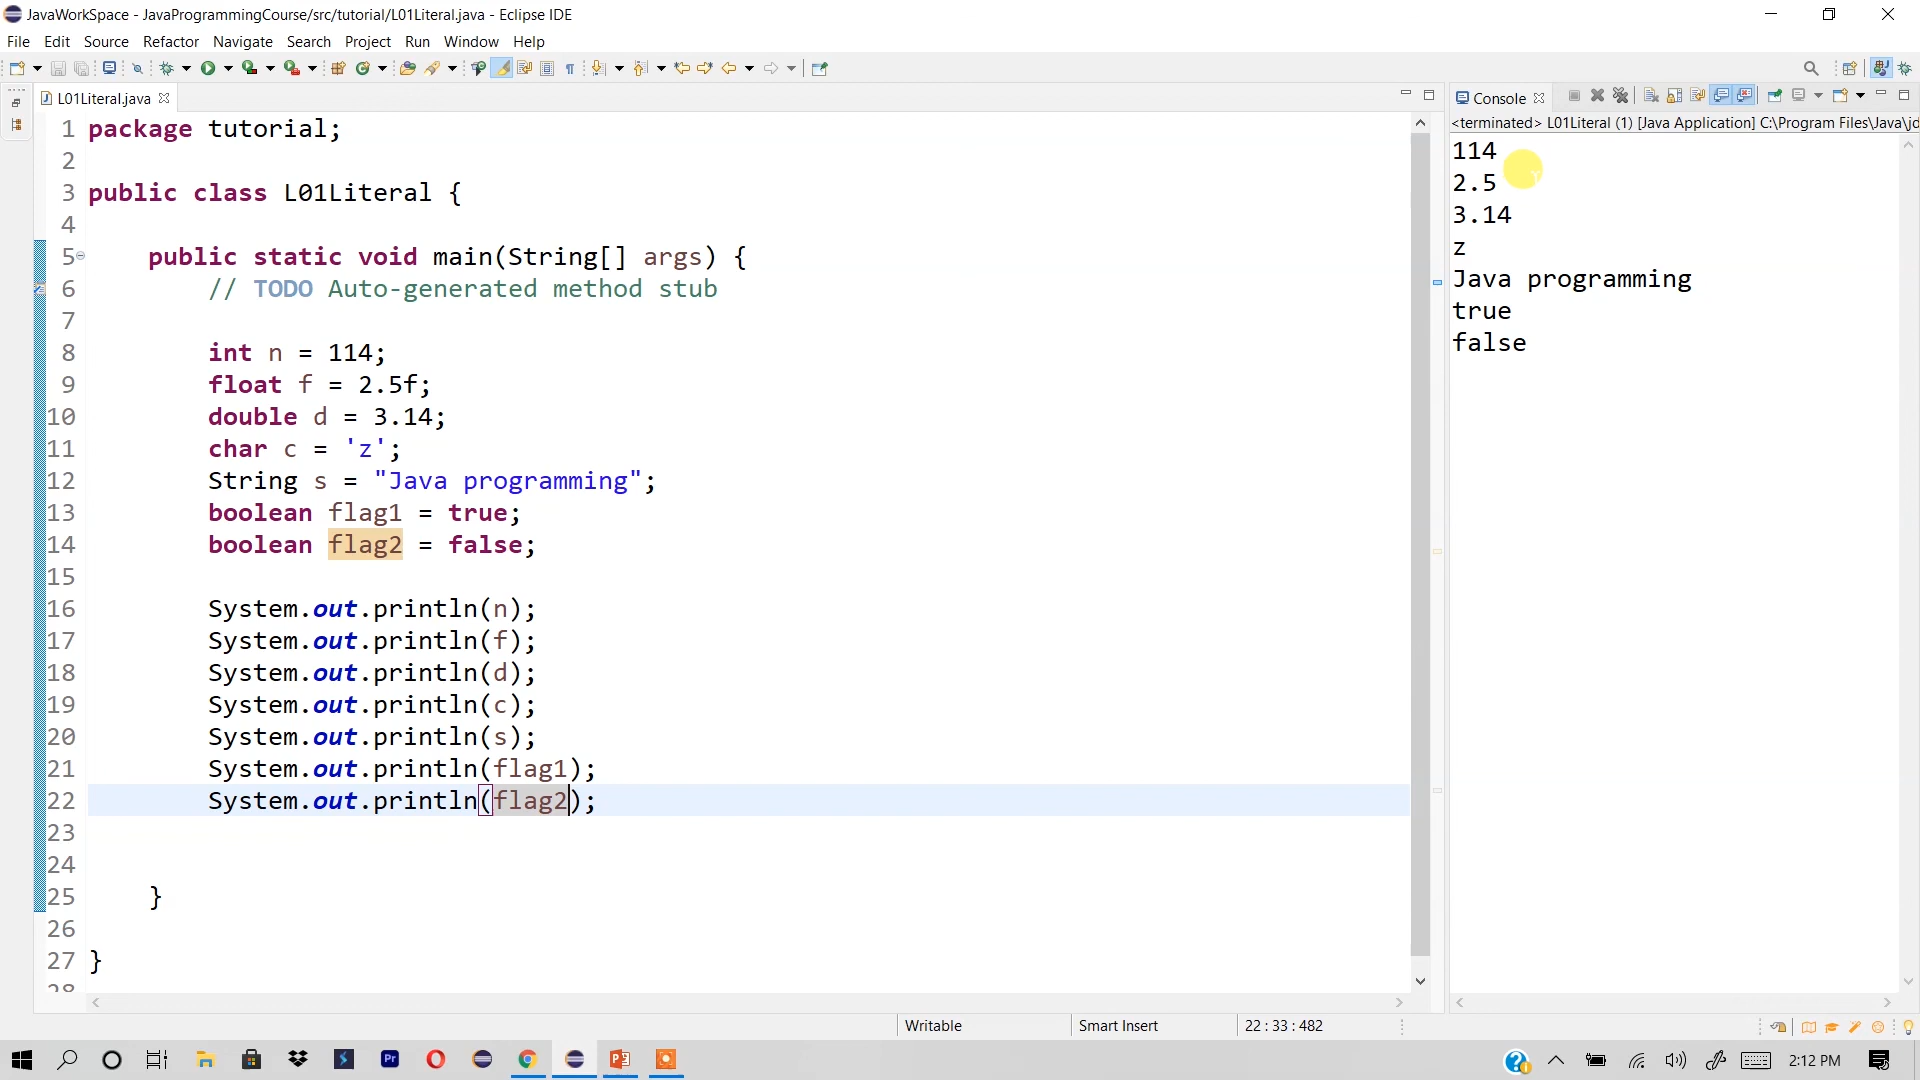 JavaWorkSpace - JavaProgrammingCourse/src/tutorial/L01Literal.java - Eclipse IDE
File Edit Source Refactor Navigate Search Project Run Window Help
L01Literal.java
1 package tutorial;
2
3 public class L01Literal {
4
5 public static void main(String[] args) {
6 // TODO Auto-generated method stub
7
8 int n = 114;
9 float f = 2.5f;
10 double d = 3.14;
11 char c = 'z';
12 String s = "Java programming";
13 boolean flag1 = true;
14 boolean flag2 = false;
15
16 System.out.println(n);
17 System.out.println(f);
18 System.out.println(d);
19 System.out.println(c);
20 System.out.println(s);
21 System.out.println(flag1);
22 System.out.println(flag2);
23
24
25 }
26
27 }
28
Console
<terminated> L01Literal (1) [Java Application] C:\Program Files\Java\jd
114
2.5
3.14
z
Java programming
true
false
Writable Smart Insert 22 : 33 : 482
Pr
2:12 PM